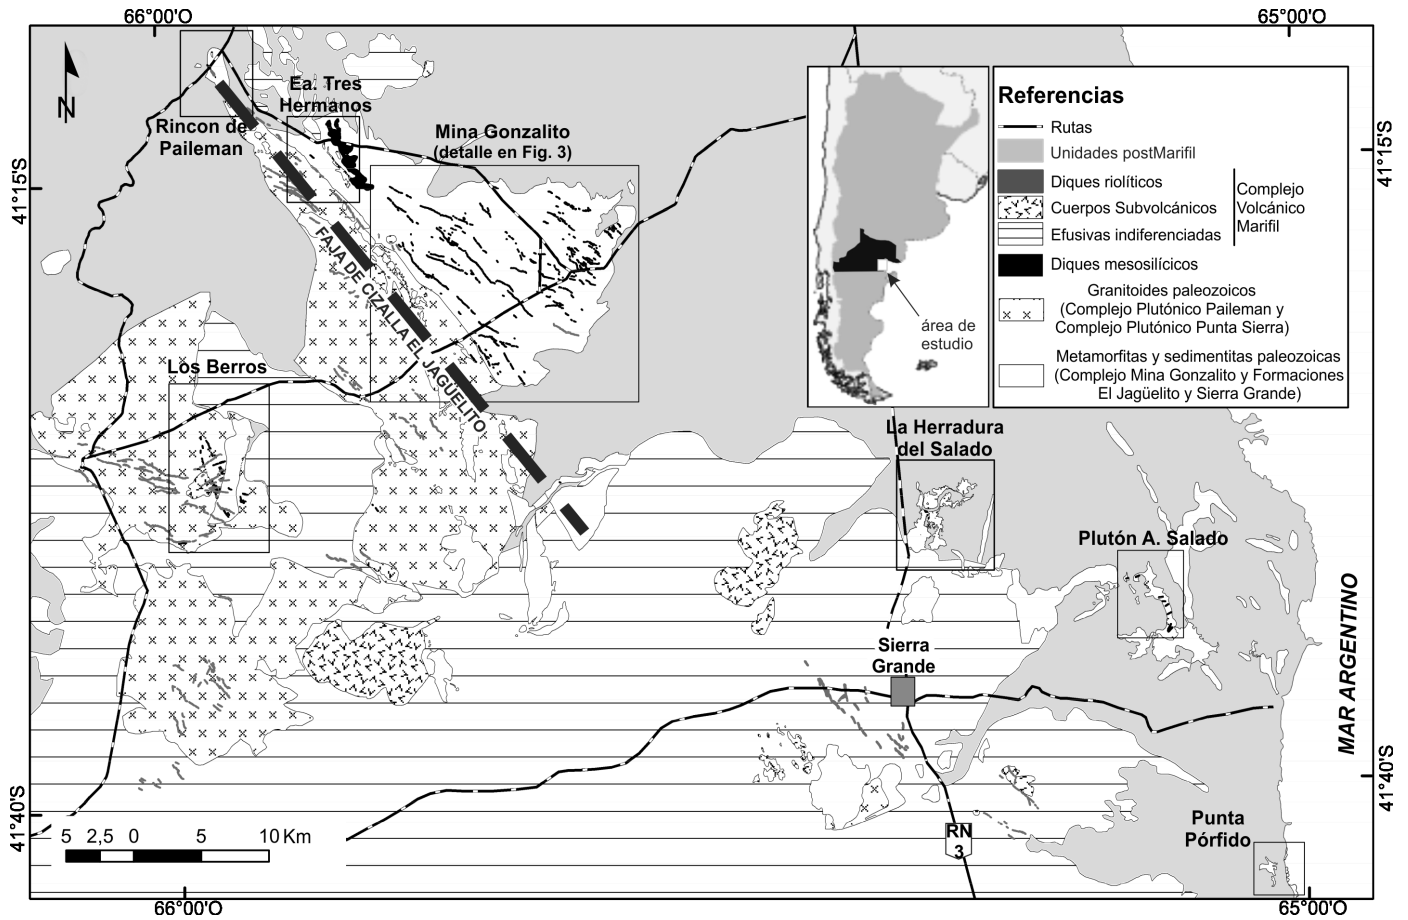 66°00'O
65°00'O
N
Ea. Tres
Hermanos
Rincon de
Paileman
Mina Gonzalito
(detalle en Fig. 3)
41°15'S
41°15'S
FAJA DE CIZALLA EL JAGÜELITO
Los Berros
área de
estudio
Referencias
Rutas
Unidades postMarifil
Diques riolíticos
Cuerpos Subvolcánicos
Efusivas indiferenciadas
Complejo
Volcánico
Marifil
Diques mesosilícicos
Granitoides paleozoicos
(Complejo Plutónico Paileman y
Complejo Plutónico Punta Sierra)
Metamorfitas y sedimentitas paleozoicas
(Complejo Mina Gonzalito y Formaciones
El Jagüelito y Sierra Grande)
La Herradura
del Salado
Plutón A. Salado
Sierra
Grande
MAR ARGENTINO
41°40'S
41°40'S
Punta
Pórfido
RN
3
5 2,5 0 5 10 Km
66°00'O
65°00'O